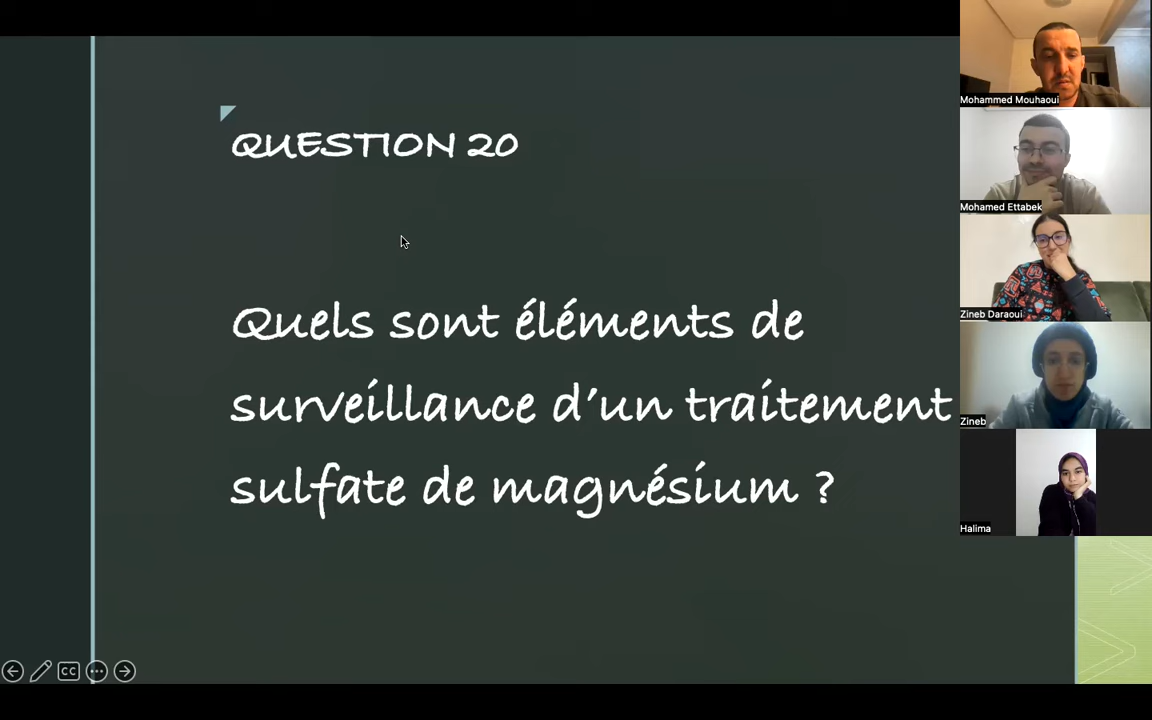 QUESTION 20
Quels sont éléments de
surveillance d'un traitement
sulfate de magnésium ?
Mohammed Mouhaoui
Mohamed Ettabek
Zineb Daraoui
Zineb
Halima
CC